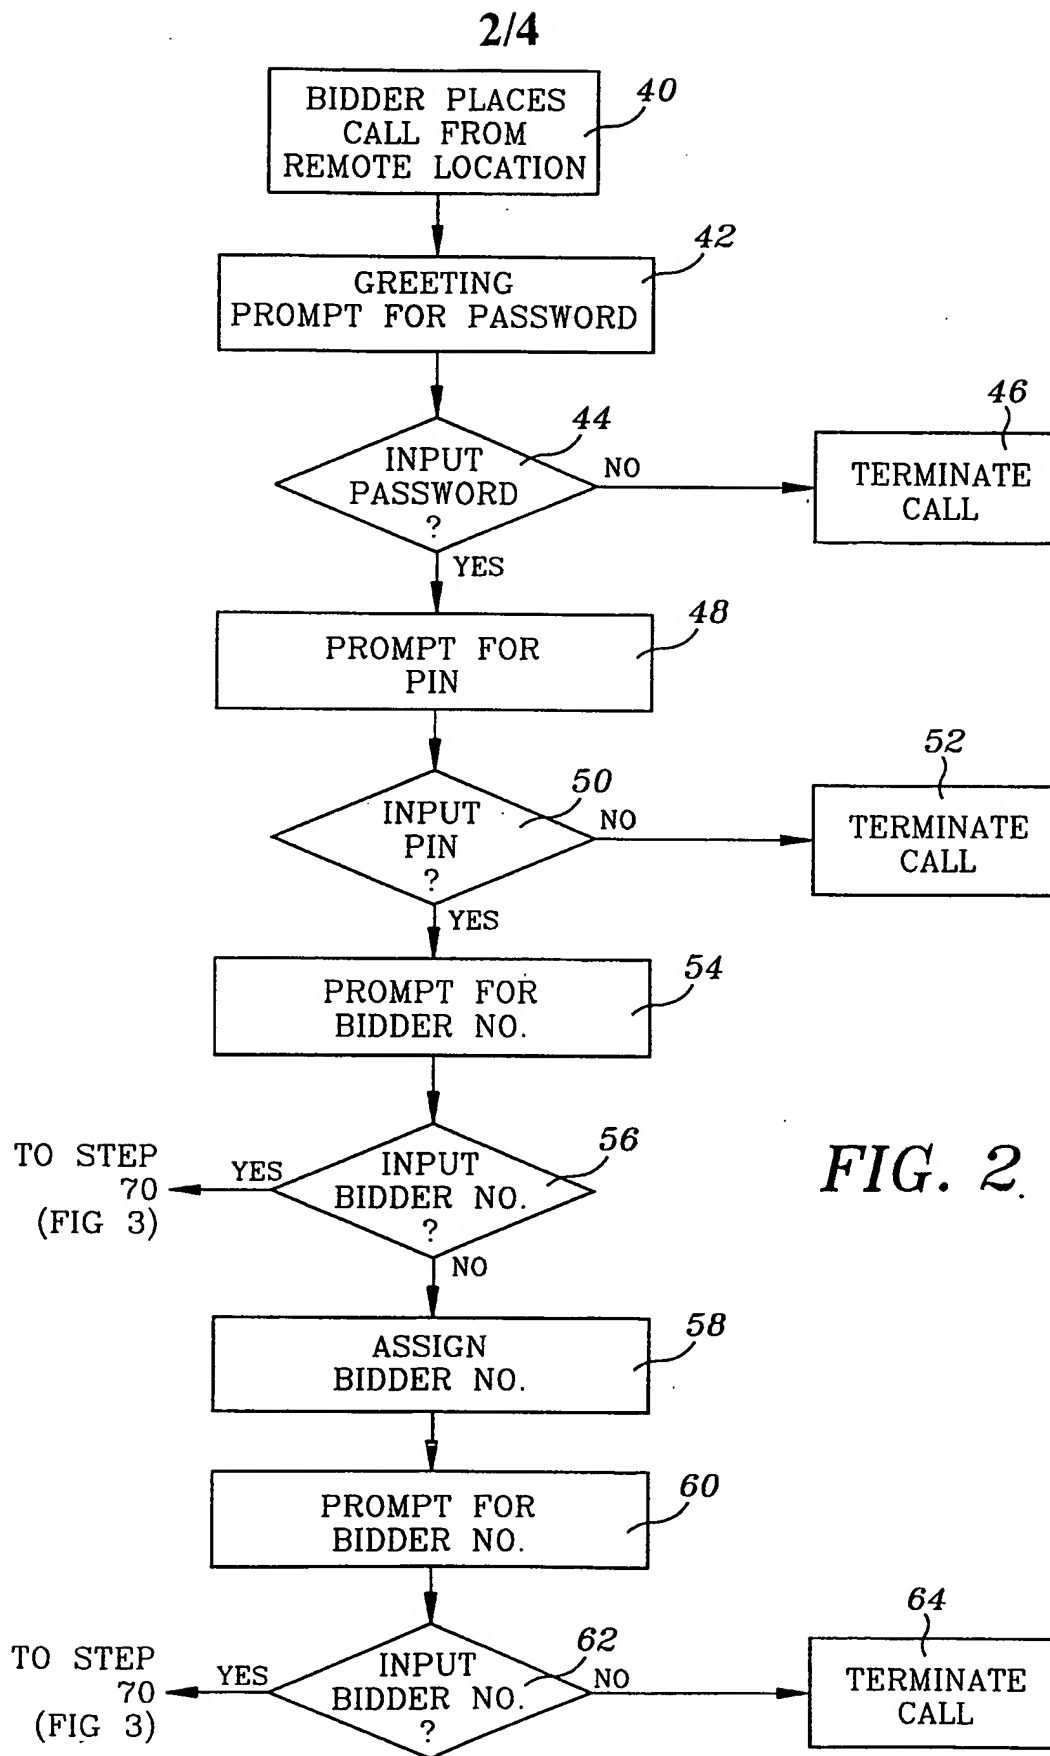 2/4
BIDDER PLACES
CALL FROM
REMOTE LOCATION
40
GREETING
PROMPT FOR PASSWORD
42
INPUT
PASSWORD
?
44
NO
TERMINATE
CALL
46
YES
PROMPT FOR
PIN
48
INPUT
PIN
?
50
NO
TERMINATE
CALL
52
YES
PROMPT FOR
BIDDER NO.
54
INPUT
BIDDER NO.
?
56
YES
TO STEP
70
(FIG 3)
FIG. 2
NO
ASSIGN
BIDDER NO.
58
PROMPT FOR
BIDDER NO.
60
INPUT
BIDDER NO.
?
62
YES
TO STEP
70
(FIG 3)
NO
TERMINATE
CALL
64